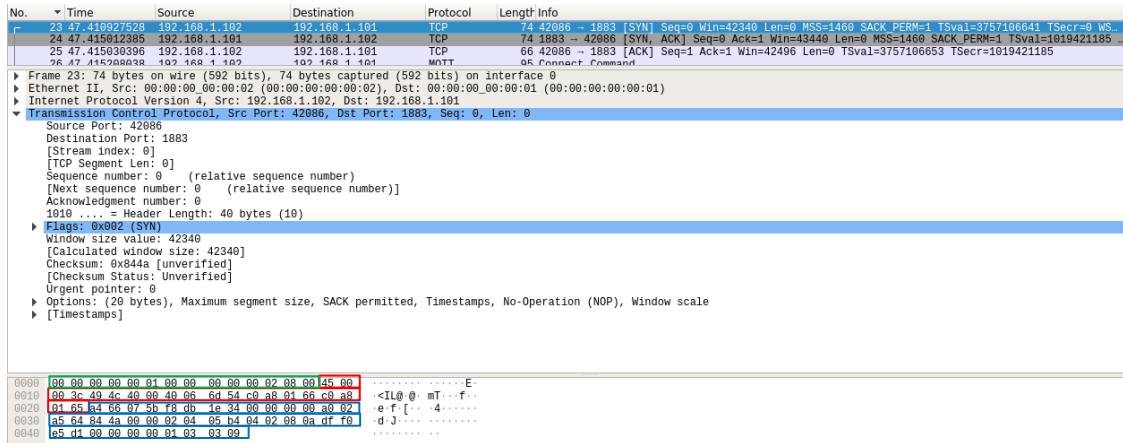 No. Time Source Destination Protocol Length Info
23 47.410927528 192.168.1.102 192.168.1.101 TCP 74 42086 → 1883 [SYN] Seq=0 Win=42340 Len=0 MSS=1460 SACK_PERM=1 TSval=3757106641 TSecr=0 WS…
24 47.415012385 192.168.1.101 192.168.1.102 TCP 74 1883 → 42086 [SYN, ACK] Seq=0 Ack=1 Win=43440 Len=0 MSS=1460 SACK_PERM=1 TSval=1019421185 …
25 47.415030396 192.168.1.102 192.168.1.101 TCP 66 42086 → 1883 [ACK] Seq=1 Ack=1 Win=42496 Len=0 TSval=3757106653 TSecr=1019421185
26 47.415208038 192.168.1.102 192.168.1.101 MQTT 95 Connect Command
Frame 23: 74 bytes on wire (592 bits), 74 bytes captured (592 bits) on interface 0
Ethernet II, Src: 00:00:00_00:00:02 (00:00:00:00:00:02), Dst: 00:00:00_00:00:01 (00:00:00:00:00:01)
Internet Protocol Version 4, Src: 192.168.1.102, Dst: 192.168.1.101
Transmission Control Protocol, Src Port: 42086, Dst Port: 1883, Seq: 0, Len: 0
Source Port: 42086
Destination Port: 1883
[Stream index: 0]
[TCP Segment Len: 0]
Sequence number: 0 (relative sequence number)
[Next sequence number: 0 (relative sequence number)]
Acknowledgment number: 0
1010 .... = Header Length: 40 bytes (10)
Flags: 0x002 (SYN)
Window size value: 42340
[Calculated window size: 42340]
Checksum: 0x844a [unverified]
[Checksum Status: Unverified]
Urgent pointer: 0
Options: (20 bytes), Maximum segment size, SACK permitted, Timestamps, No-Operation (NOP), Window scale
[Timestamps]
0000 00 00 00 00 00 01 00 00 00 00 00 02 08 00 45 00 ········ ······E·
0010 00 3c 49 4c 40 00 40 06 6d 54 c0 a8 01 66 c0 a8 ·<IL@·@· mT···f··
0020 01 65 a4 66 07 5b f8 db 1e 34 00 00 00 00 a0 02 ·e·f·[·· ·4······
0030 a5 64 84 4a 00 00 02 04 05 b4 04 02 08 0a df f0 ·d·J···· ········
0040 e5 d1 00 00 00 00 01 03 03 09 ········ ··